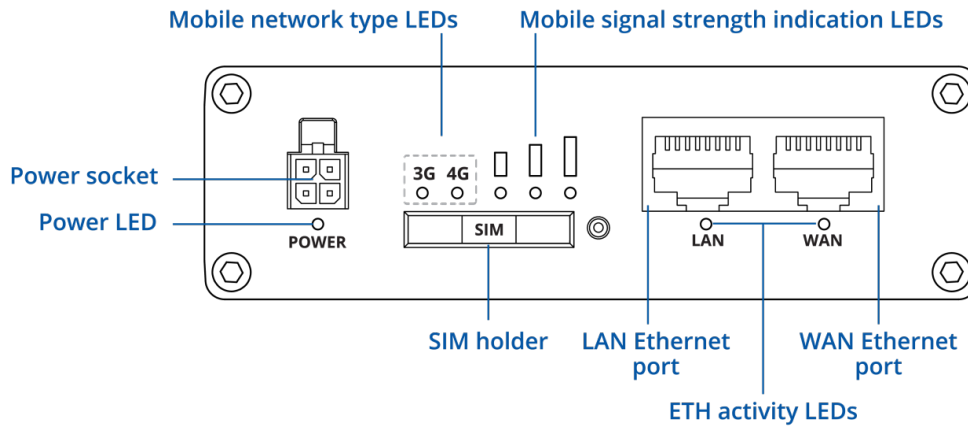 Mobile network type LEDs
Mobile signal strength indication LEDs
Power socket
3G 4G
Power LED
POWER
SIM
LAN
WAN
SIM holder
LAN Ethernet
port
WAN Ethernet
port
ETH activity LEDs